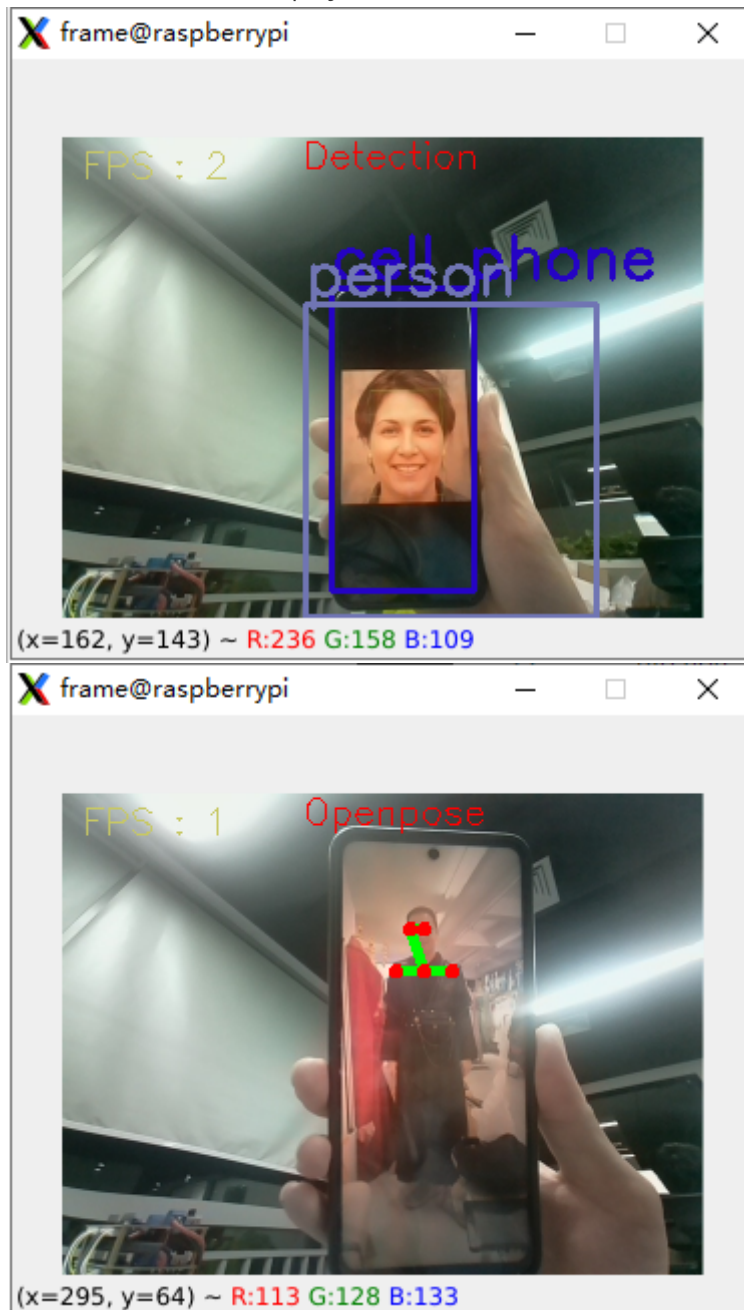 frame@raspberrypi
FPS : 2 Detection
cell phone
person
(x=162, y=143) ~ R:236 G:158 B:109
frame@raspberrypi
FPS : 1 Openpose
(x=295, y=64) ~ R:113 G:128 B:133